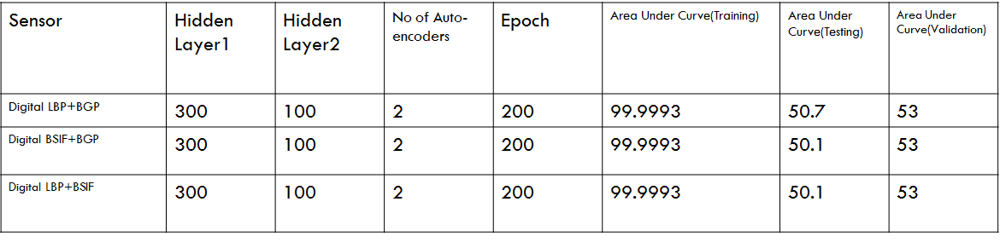 Sensor Hidden Layer1 Hidden Layer2 No of Auto-encoders Epoch Area Under Curve(Training) Area Under Curve(Testing) Area Under Curve(Validation)
Digital LBP+BGP 300 100 2 200 99.9993 50.7 53
Digital BSIF+BGP 300 100 2 200 99.9993 50.1 53
Digital LBP+BSIF 300 100 2 200 99.9993 50.1 53